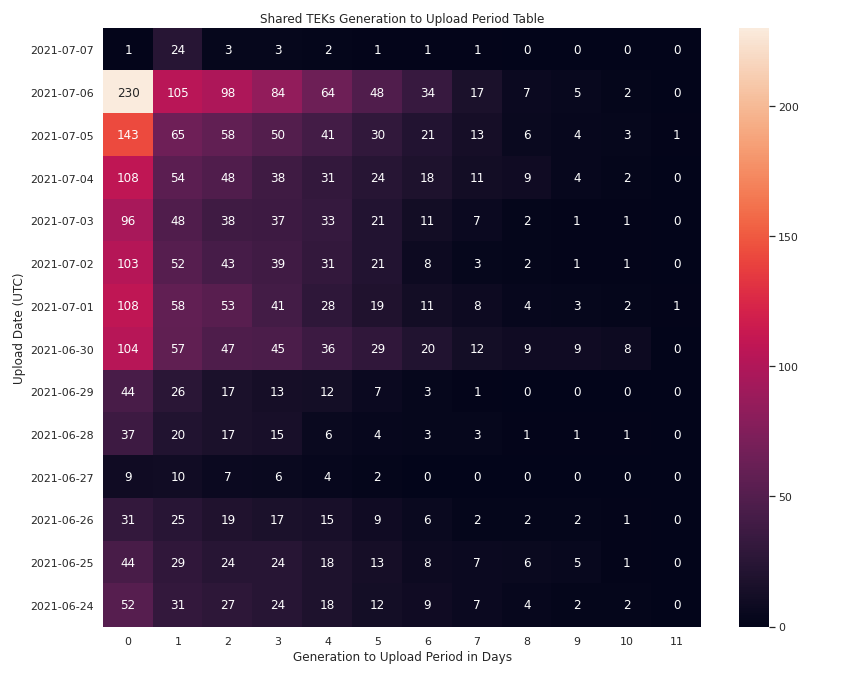 Shared TEKs Generation to Upload Period Table
2021-07-07 1 24 3 3 2 1 1 1 0 0 0 0
2021-07-06 230 105 98 84 64 48 34 17 7 5 2 0
2021-07-05 143 65 58 50 41 30 21 13 6 4 3 1
2021-07-04 108 54 48 38 31 24 18 11 9 4 2 0
2021-07-03 96 48 38 37 33 21 11 7 2 1 1 0
2021-07-02 103 52 43 39 31 21 8 3 2 1 1 0
2021-07-01 108 58 53 41 28 19 11 8 4 3 2 1
2021-06-30 104 57 47 45 36 29 20 12 9 9 8 0
2021-06-29 44 26 17 13 12 7 3 1 0 0 0 0
2021-06-28 37 20 17 15 6 4 3 3 1 1 1 0
2021-06-27 9 10 7 6 4 2 0 0 0 0 0 0
2021-06-26 31 25 19 17 15 9 6 2 2 2 1 0
2021-06-25 44 29 24 24 18 13 8 7 6 5 1 0
2021-06-24 52 31 27 24 18 12 9 7 4 2 2 0
0 1 2 3 4 5 6 7 8 9 10 11
Generation to Upload Period in Days
Upload Date (UTC)
200
150
100
50
0